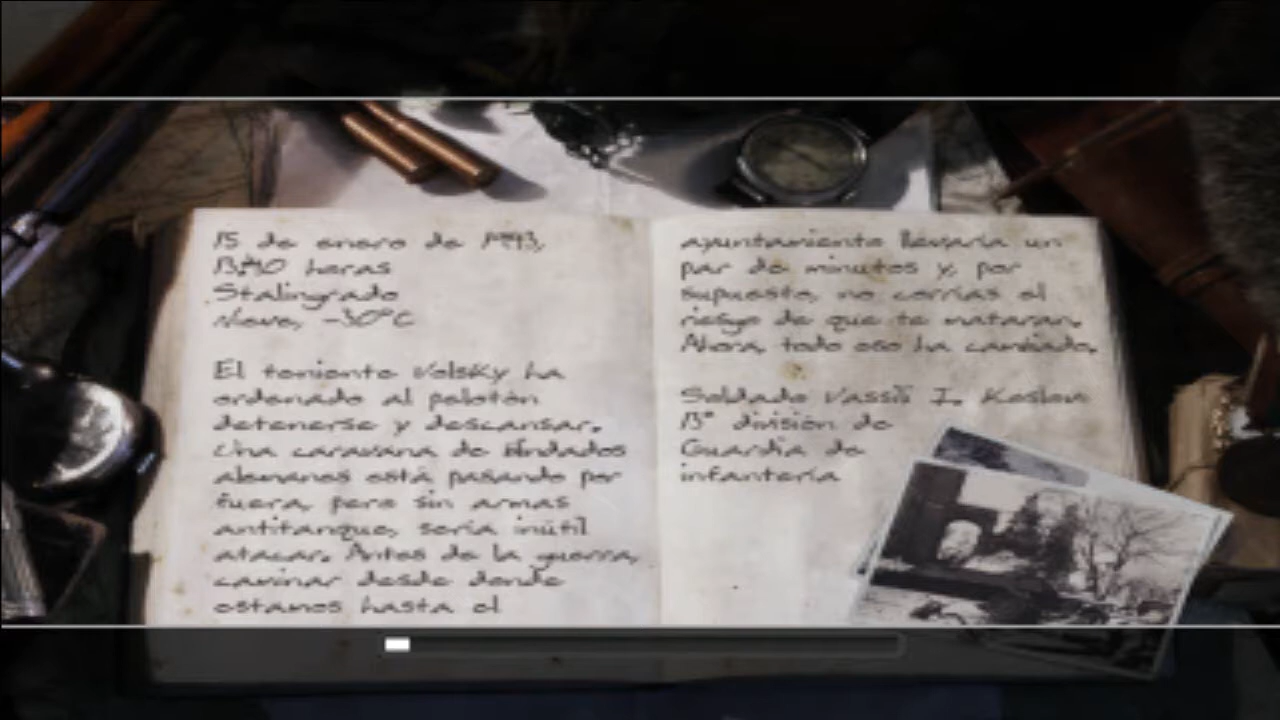 15 de enero de 1943,
13:40 horas
Stalingrado
Nieve, -30°C
El teniente Volsky ha
ordenado al pelotón
detenerse y descansar.
Una caravana de blindados
alemanes está pasando por
fuera, pero sin armas
antitanque, sería inútil
atacar. Antes de la guerra,
caminar desde donde
estamos hasta el
ayuntamiento llevaría un
par de minutos y, por
supuesto, no corrías el
riesgo de que te mataran.
Ahora, todo eso ha cambiado.
Soldado Vassili I. Koslov
13ª división de
Guardia de
infantería